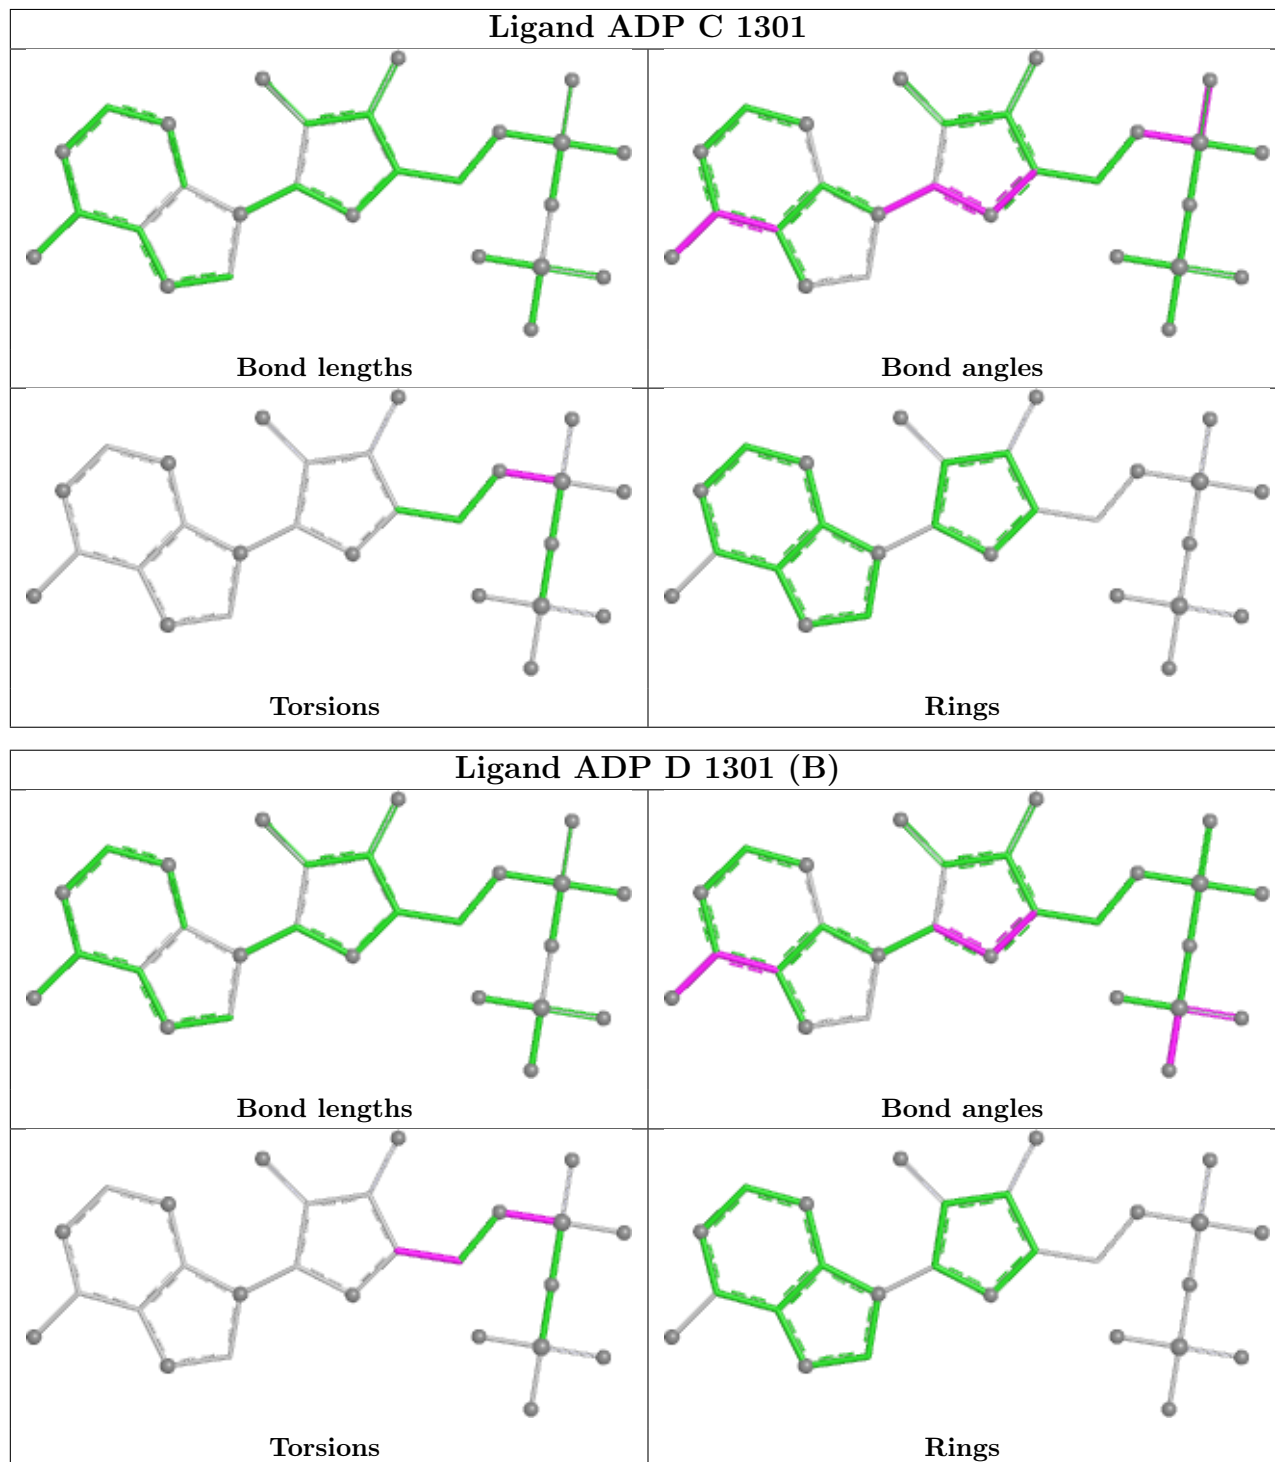 Ligand ADP C 1301
Bond lengths
Bond angles
Torsions
Rings
Ligand ADP D 1301 (B)
Bond lengths
Bond angles
Torsions
Rings